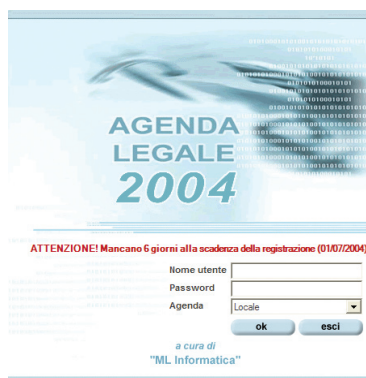 AGENDA
LEGALE
2004
ATTENZIONE! Mancano 6 giorni alla scadenza della registrazione (01/07/2004)
Nome utente
Password
Agenda Locale
ok esci
a cura di
"ML Informatica"